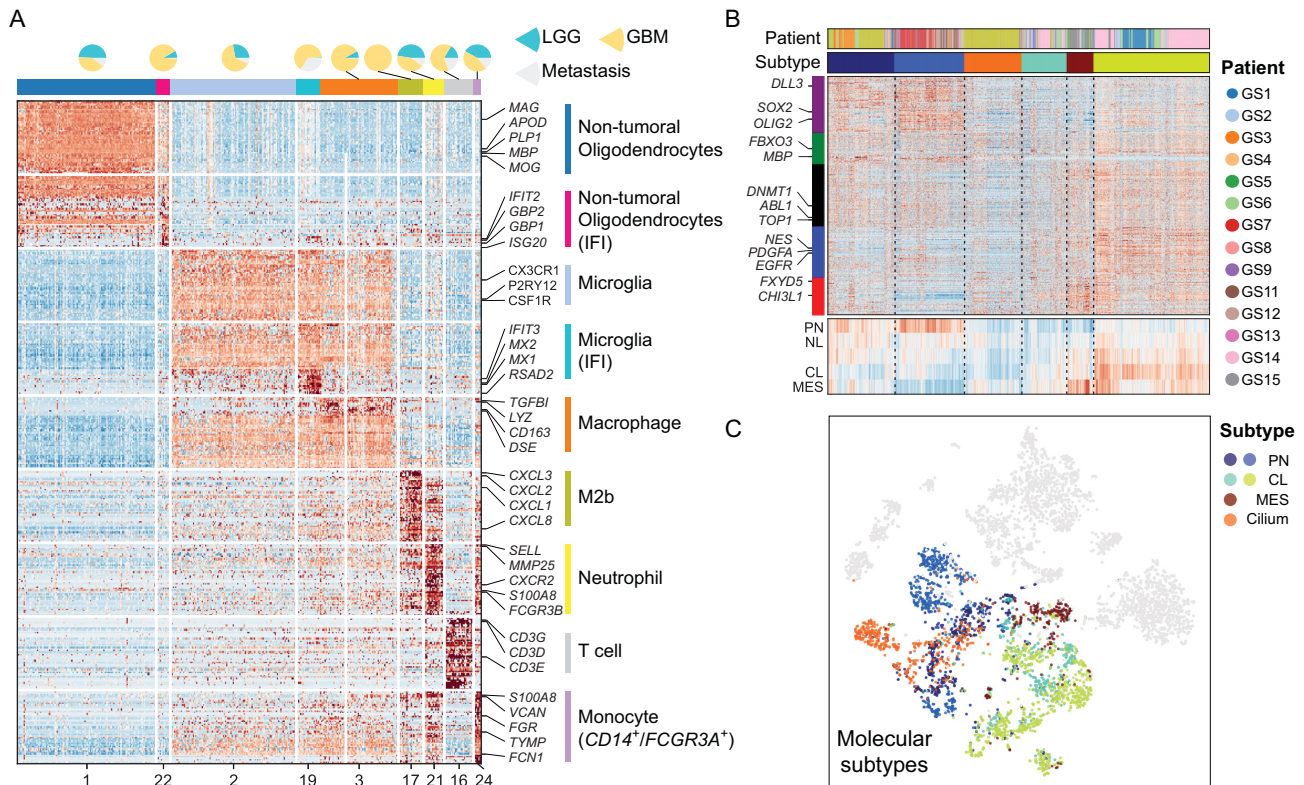 A
LGG
GBM
Metastasis
MAG
APOD
PLP1
MBP
MOG
Non-tumoral
Oligodendrocytes
IFIT2
GBP2
GBP1
ISG20
Non-tumoral
Oligodendrocytes
(IFI)
CX3CR1
P2RY12
CSF1R
Microglia
IFIT3
MX2
MX1
RSAD2
Microglia
(IFI)
TGFBI
LYZ
CD163
DSE
Macrophage
CXCL3
CXCL2
CXCL1
CXCL8
M2b
SELL
MMP25
CXCR2
S100A8
FCGR3B
Neutrophil
CD3G
CD3D
CD3E
T cell
S100A8
VCAN
FGR
TYMP
FCN1
Monocyte
(CD14+/FCGR3A+)
1 22 2 19 3 17 21 16 24
B
Patient
Subtype
DLL3
SOX2
OLIG2
FBXO3
MBP
DNMT1
ABL1
TOP1
NES
PDGFA
EGFR
FXYD5
CHI3L1
PN
NL
CL
MES
Patient
GS1
GS2
GS3
GS4
GS5
GS6
GS7
GS8
GS9
GS11
GS12
GS13
GS14
GS15
C
Molecular
subtypes
Subtype
PN
CL
MES
Cilium